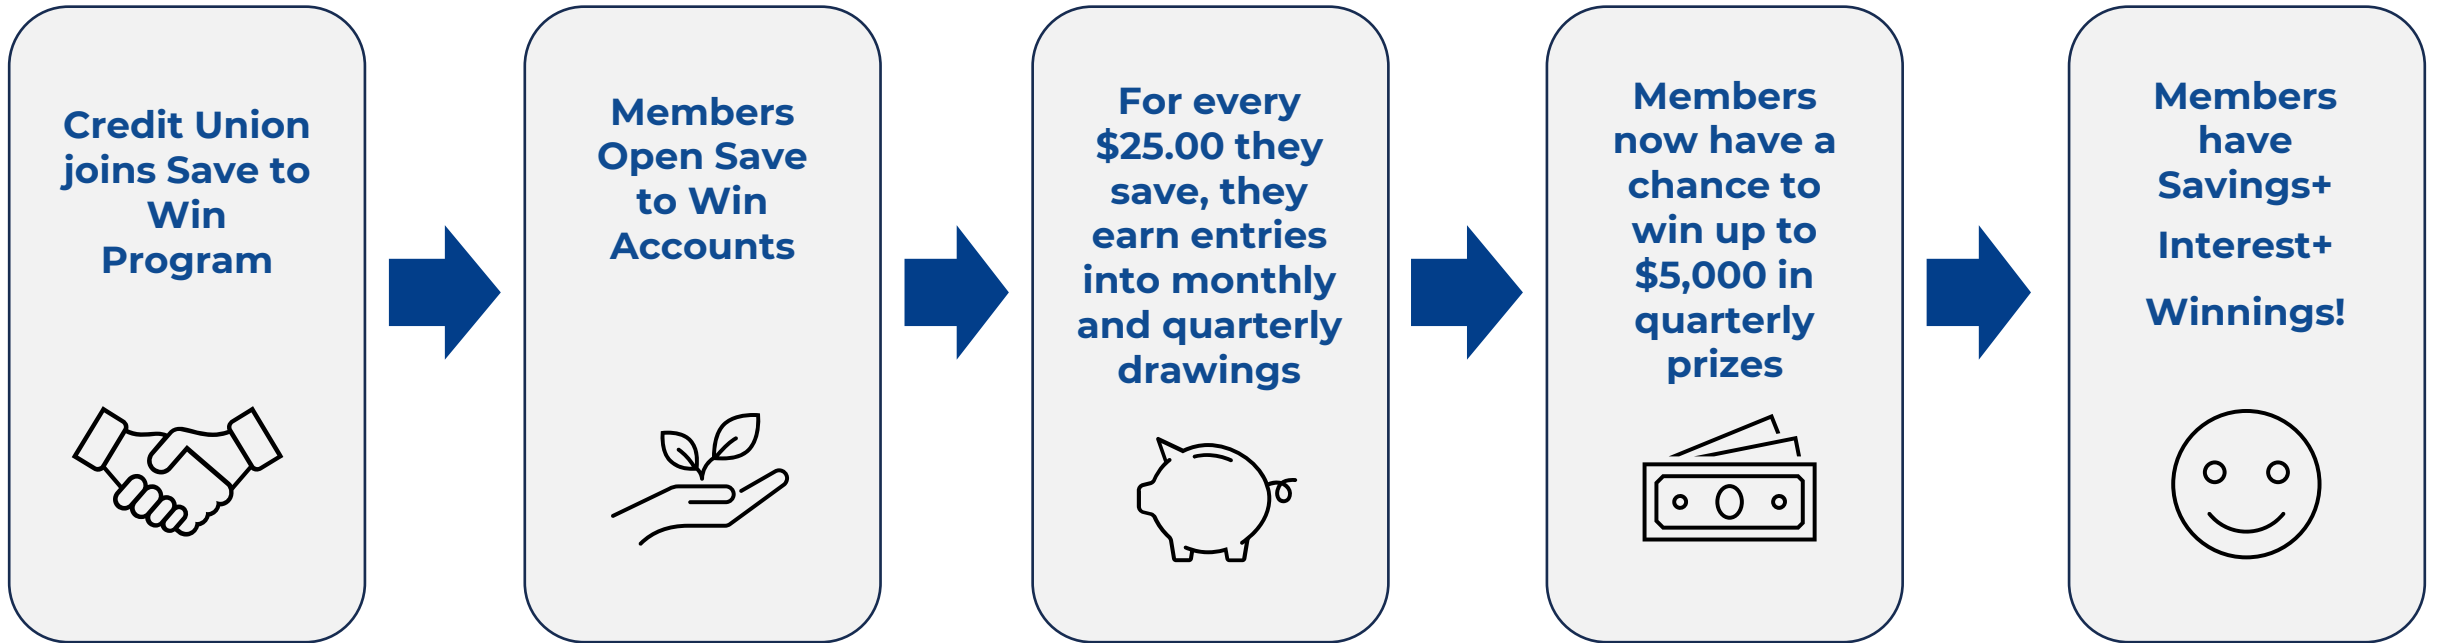 Credit Union
joins Save to
Win
Program
Members
Open Save
to Win
Accounts
For every
$25.00 they
save, they
earn entries
into monthly
and quarterly
drawings
Members
now have a
chance to
win up to
$5,000 in
quarterly
prizes
Members
have
Savings+
Interest+
Winnings!